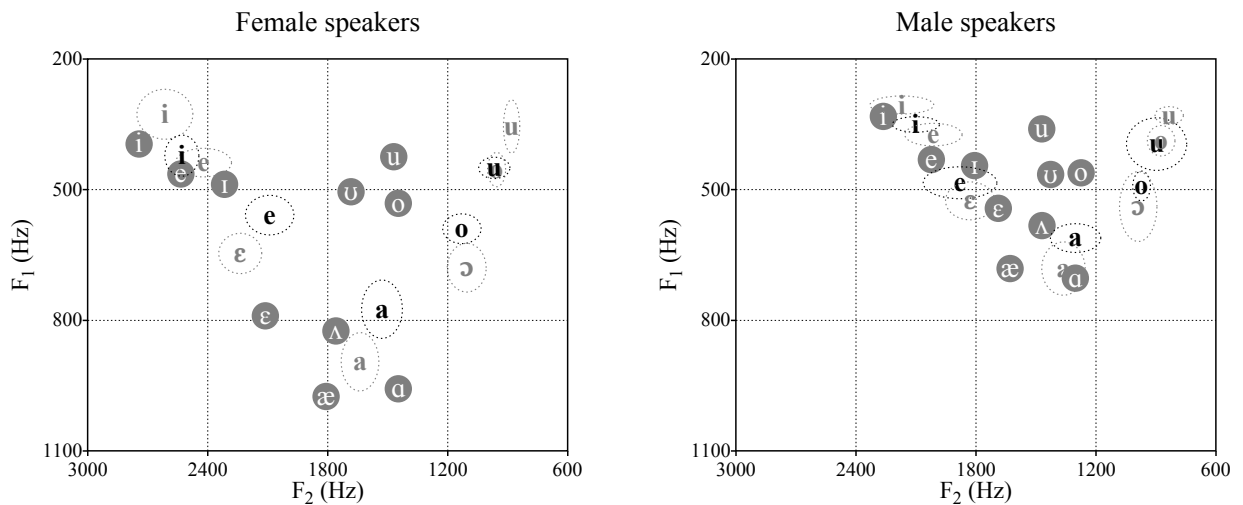 Female speakers
200
500
800
1100
F1 (Hz)
3000 2400 1800 1200 600
F2 (Hz)
i
u
i
i
u
e
e
u
ɪ
ʊ
o
e
o
ɛ
ɔ
a
ɛ
ʌ
a
æ
ɑ
Male speakers
200
500
800
1100
F1 (Hz)
3000 2400 1800 1200 600
F2 (Hz)
i
i
u
i
u
e
u
e
ɪ
ʊ
o
e
o
ɛ
ɛ
ɔ
ʌ
a
æ
a
ɑ